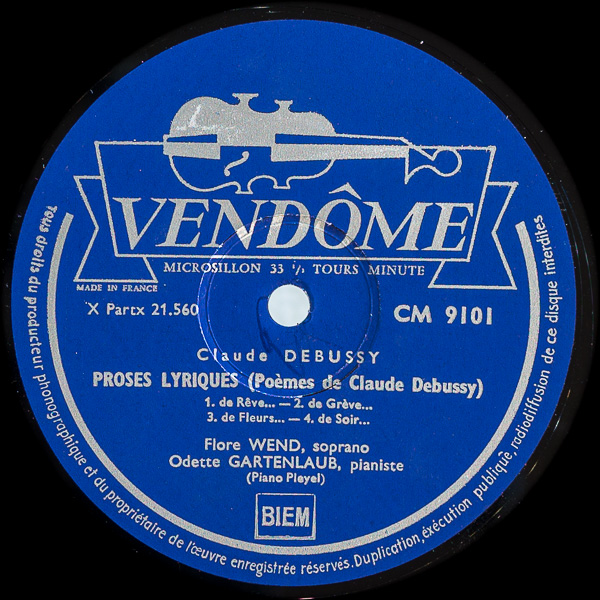 VENDÔME
MICROSILLON 33 ⅓ TOURS MINUTE
MADE IN FRANCE
X Partx 21.560
CM 9101
Claude DEBUSSY
PROSES LYRIQUES (Poèmes de Claude Debussy)
1. de Rêve... — 2. de Grève...
3. de Fleurs... — 4. de Soir...
Flore WEND, soprano
Odette GARTENLAUB, pianiste
(Piano Pleyel)
BIEM
Tous droits du producteur phonographique et du propriétaire de l'œuvre enregistrée réservés. Duplication, éxécution publique, radiodiffusion de ce disque interdites